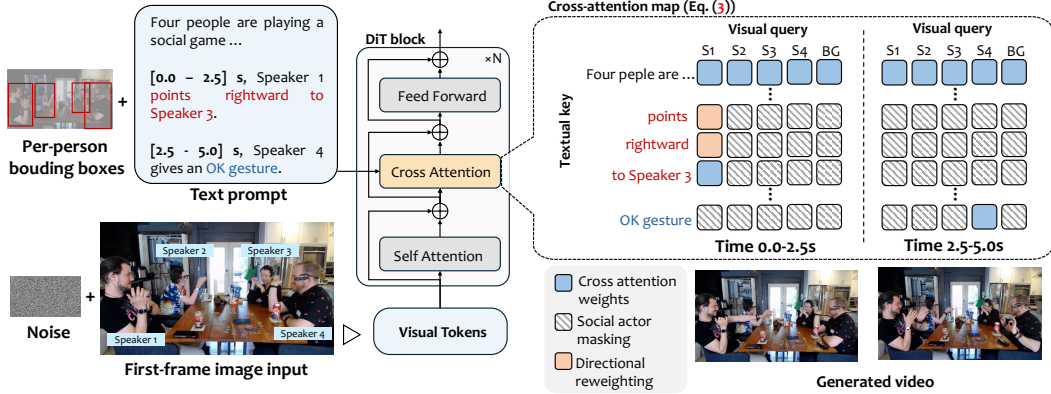 Four people are playing a
social game ...
[0.0 – 2.5] s, Speaker 1
points rightward to
Speaker 3.
[2.5 - 5.0] s, Speaker 4
gives an OK gesture.
+
Per-person
bouding boxes
Text prompt
Noise
+
Speaker 2
Speaker 3
Speaker 1
Speaker 4
First-frame image input
DiT block
×N
Feed Forward
Cross Attention
Self Attention
Visual Tokens
Cross-attention map (Eq. (3))
Visual query
S1 S2 S3 S4 BG
Visual query
S1 S2 S3 S4 BG
Textual key
Four peple are ...
points
rightward
to Speaker 3
OK gesture
Time 0.0-2.5s
Time 2.5-5.0s
Cross attention
weights
Social actor
masking
Directional
reweighting
Generated video